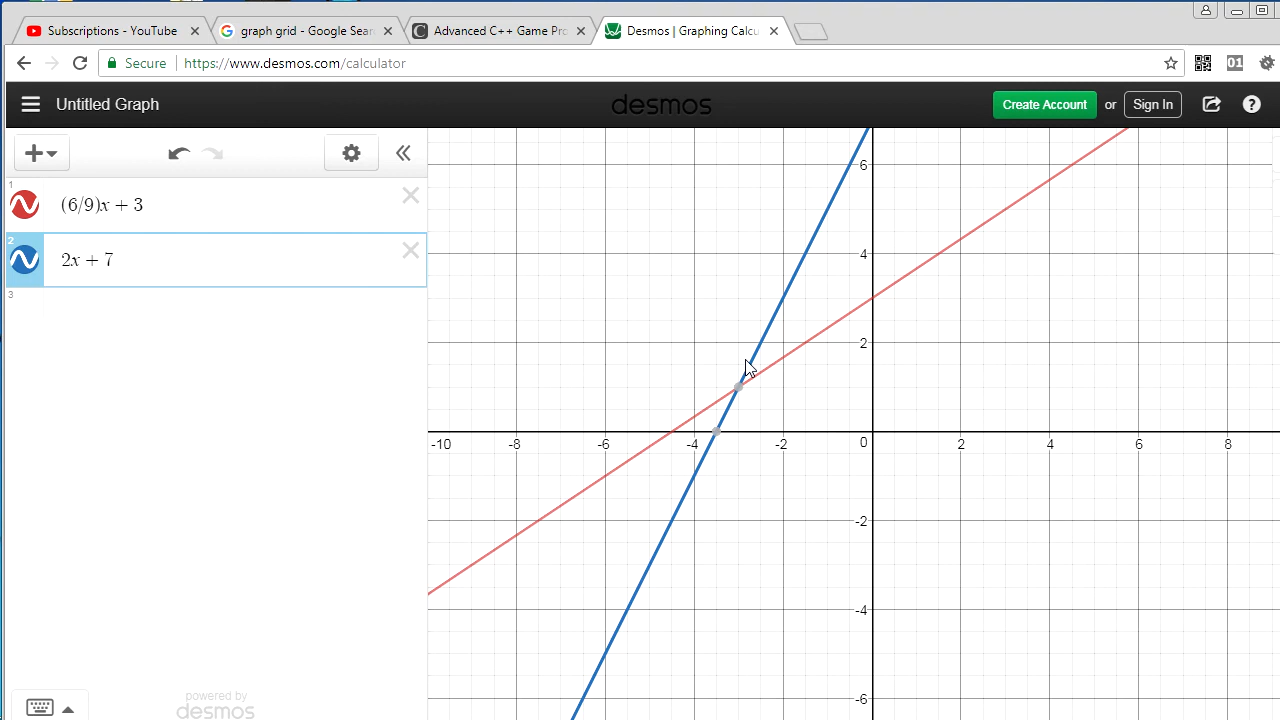 Subscriptions - YouTube
graph grid - Google Sear
Advanced C++ Game Pro
Desmos | Graphing Calcu
Secure
https://www.desmos.com/calculator
01
Untitled Graph
desmos
Create Account
or
Sign In
?
1
(6/9)x + 3
2
2x + 7
3
6
4
2
-10 -8 -6 -4 -2 0 2 4 6 8
-2
-4
-6
powered by
desmos